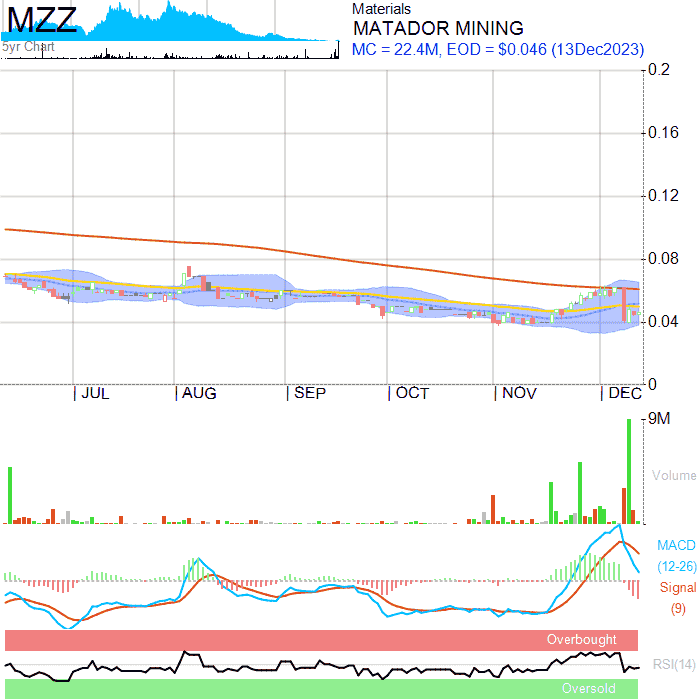 MZZ
5yr Chart
Materials
MATADOR MINING
MC = 22.4M, EOD = $0.046 (13Dec2023)
0.2
0.16
0.12
0.08
0.04
0
JUL AUG SEP OCT NOV DEC
9M
Volume
MACD
(12-26)
Signal
(9)
Overbought
RSI(14)
Oversold